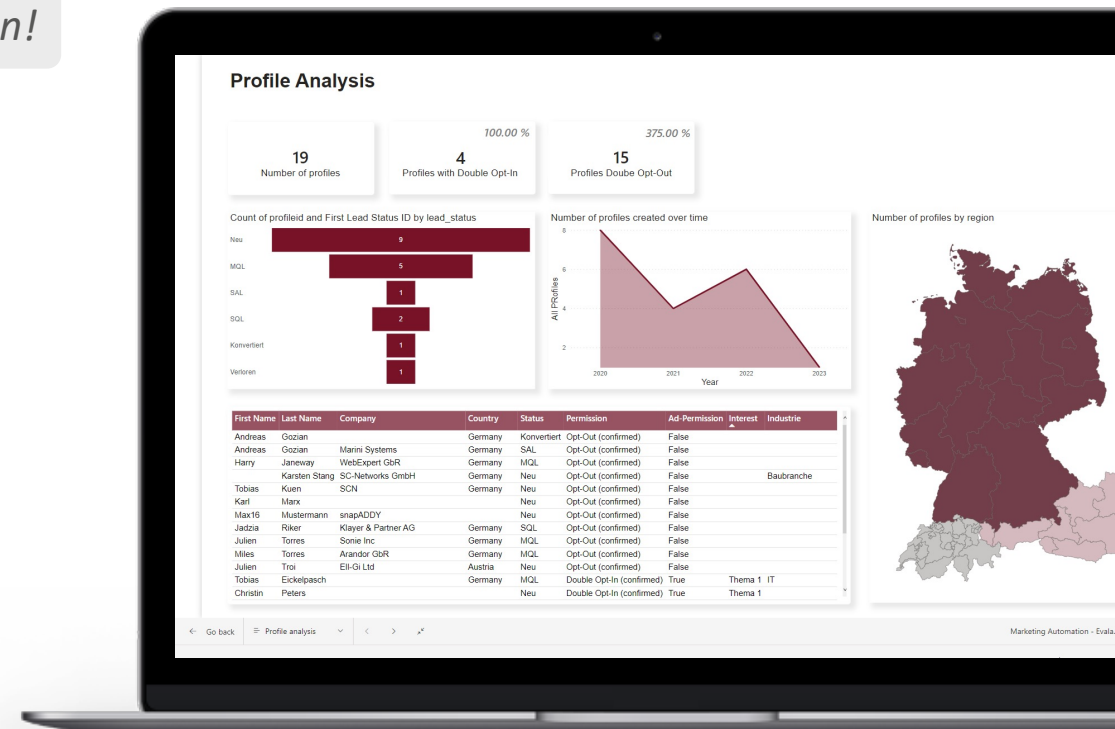 n!
Profile Analysis
19
Number of profiles
100.00 %
4
Profiles with Double Opt-In
375.00 %
15
Profiles Doube Opt-Out
Count of profileid and First Lead Status ID by lead_status
Neu 9
MQL 5
SAL 1
SQL 2
Konvertiert 1
Verloren 1
Number of profiles created over time
All PRofiles
8
6
4
2
2020 2021 2022 2023
Year
Number of profiles by region
First Name Last Name Company Country Status Permission Ad-Permission Interest Industrie
Andreas Gozian Germany Konvertiert Opt-Out (confirmed) False
Andreas Gozian Marini Systems Germany SAL Opt-Out (confirmed) False
Harry Janeway WebExpert GbR Germany MQL Opt-Out (confirmed) False
Karsten Stang SC-Networks GmbH Germany Neu Opt-Out (confirmed) False Baubranche
Tobias Kuen SCN Germany Neu Opt-Out (confirmed) False
Karl Marx Neu Opt-Out (confirmed) False
Max16 Mustermann snapADDY Neu Opt-Out (confirmed) False
Jadzia Riker Klayer & Partner AG Germany SQL Opt-Out (confirmed) False
Julien Torres Sonie Inc Germany MQL Opt-Out (confirmed) False
Miles Torres Arandor GbR Germany MQL Opt-Out (confirmed) False
Julien Troi Ell-Gi Ltd Austria Neu Opt-Out (confirmed) False
Tobias Eickelpasch Germany MQL Double Opt-In (confirmed) True Thema 1 IT
Christin Peters Neu Double Opt-In (confirmed) True Thema 1
Go back Profile analysis Marketing Automation - Evala...